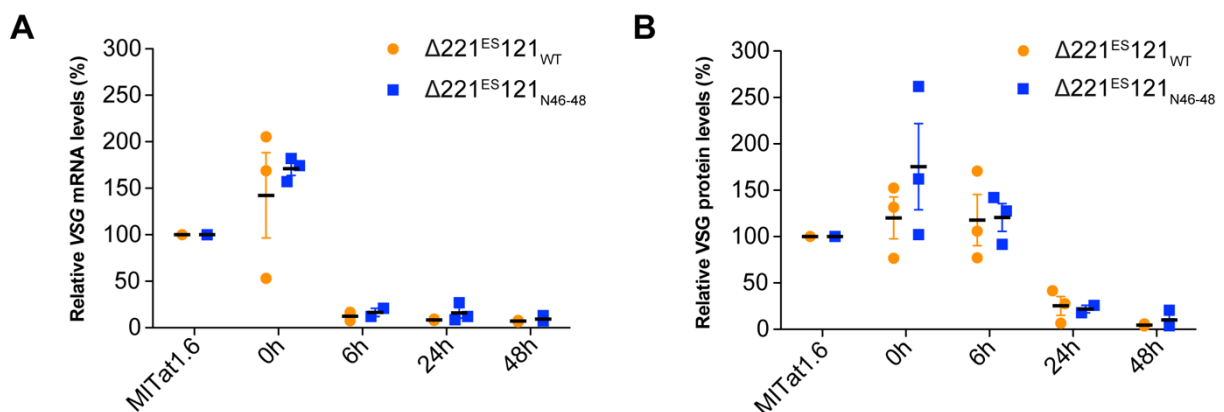 A
Relative VSG mRNA levels (%)
300
250
200
150
100
50
0
MITat1.6
0h
6h
24h
48h
Δ221ᴱˢ121WT
Δ221ᴱˢ121N46-48
B
Relative VSG protein levels (%)
300
250
200
150
100
50
0
MITat1.6
0h
6h
24h
48h
Δ221ᴱˢ121WT
Δ221ᴱˢ121N46-48